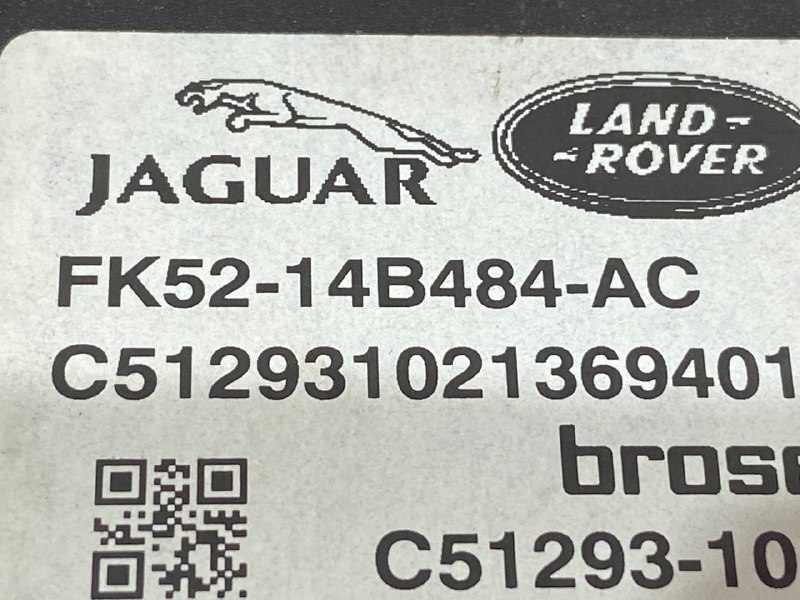 JAGUAR
LAND-
-ROVER
FK52-14B484-AC
C512931021369401
C51293-10